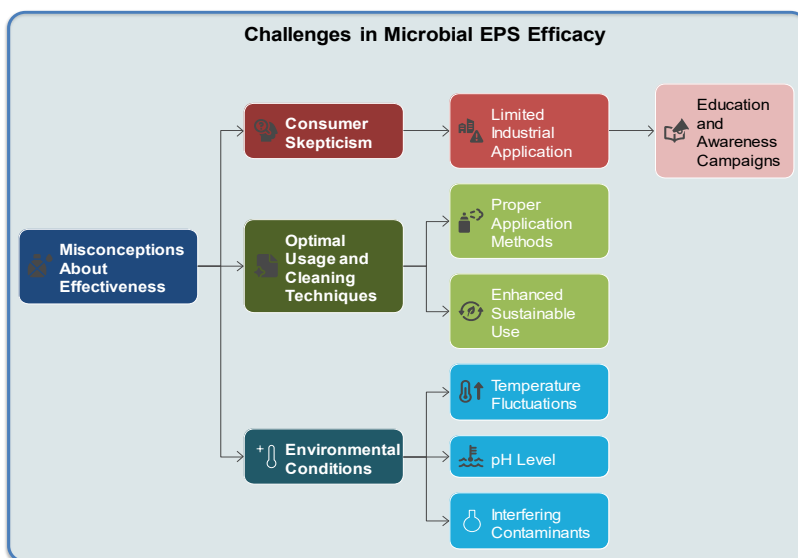 Challenges in Microbial EPS Efficacy
Consumer
Skepticism
Limited
Industrial
Application
Education
and
Awareness
Campaigns
Misconceptions
About
Effectiveness
Optimal
Usage and
Cleaning
Techniques
Proper
Application
Methods
Enhanced
Sustainable
Use
Environmental
Conditions
Temperature
Fluctuations
pH Level
Interfering
Contaminants